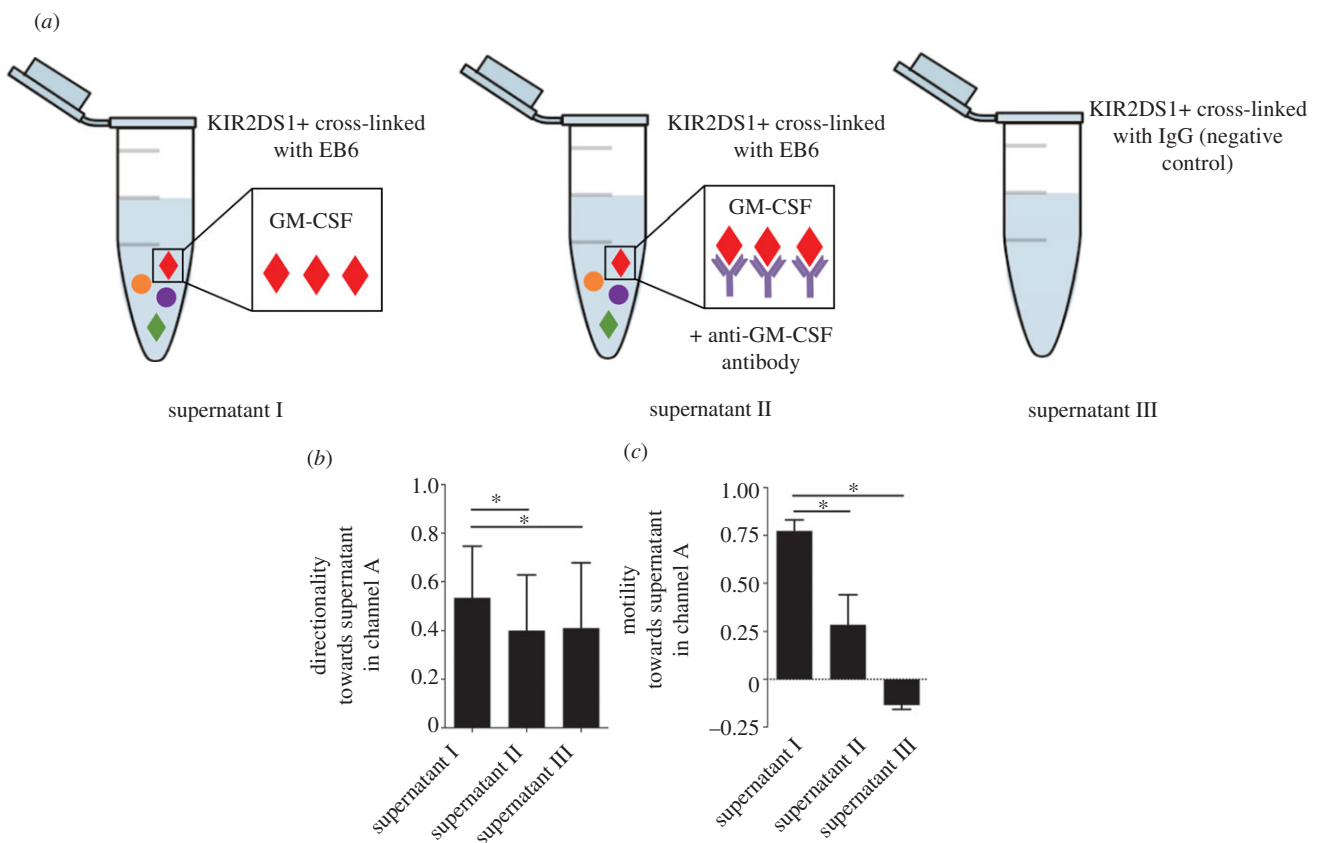 (a)
KIR2DS1+ cross-linked
with EB6
GM-CSF
supernatant I
KIR2DS1+ cross-linked
with EB6
GM-CSF
+ anti-GM-CSF
antibody
supernatant II
KIR2DS1+ cross-linked
with IgG (negative
control)
supernatant III
(b)
directionality
towards supernatant
in channel A
1.0
0.8
0.6
0.4
0.2
0
*
*
supernatant I
supernatant II
supernatant III
(c)
motility
towards supernatant
in channel A
1.00
0.75
0.50
0.25
0
–0.25
*
*
supernatant I
supernatant II
supernatant III